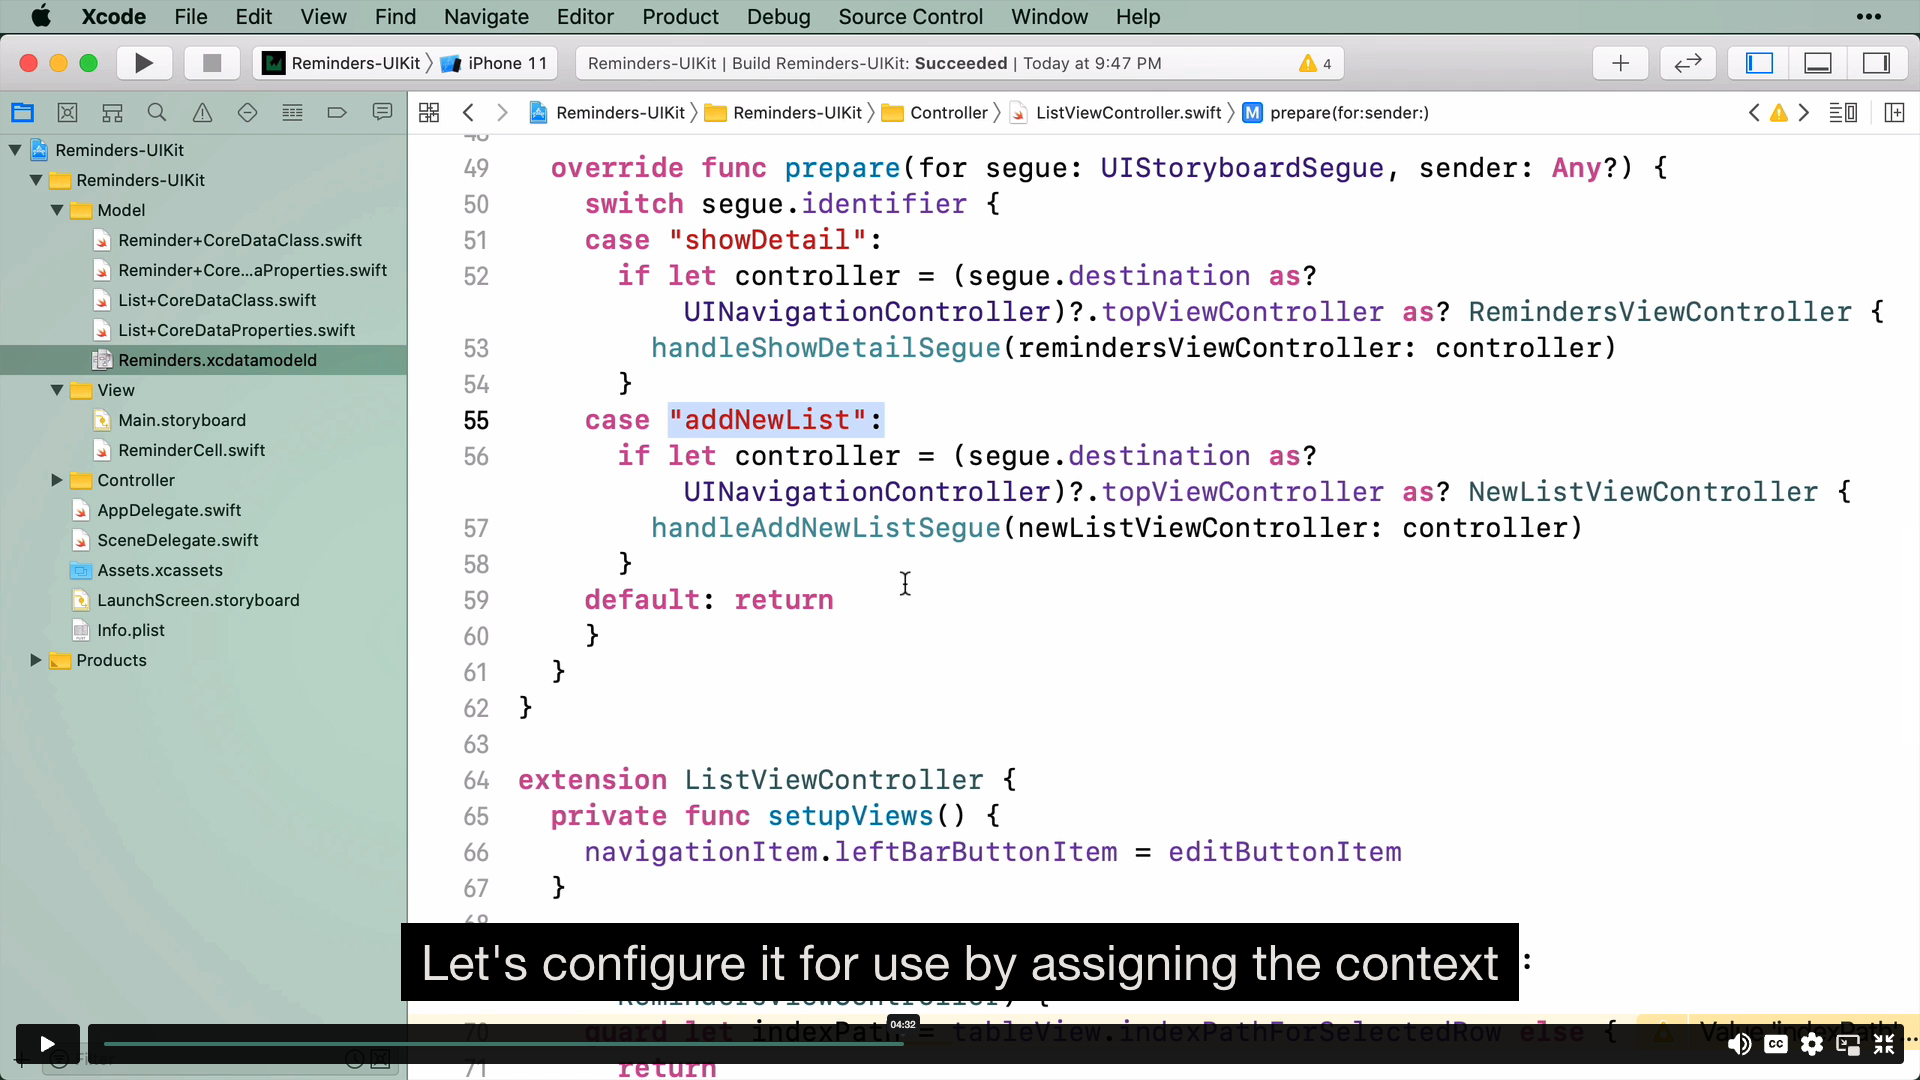 Xcode File Edit View Find Navigate Editor Product Debug Source Control Window Help
Reminders-UIKit iPhone 11
Reminders-UIKit | Build Reminders-UIKit: Succeeded | Today at 9:47 PM 4
Reminders-UIKit Reminders-UIKit Controller ListViewController.swift M prepare(for:sender:)
Reminders-UIKit
Reminders-UIKit
Model
Reminder+CoreDataClass.swift
Reminder+Core...aProperties.swift
List+CoreDataClass.swift
List+CoreDataProperties.swift
Reminders.xcdatamodeld
View
Main.storyboard
ReminderCell.swift
Controller
AppDelegate.swift
SceneDelegate.swift
Assets.xcassets
LaunchScreen.storyboard
Info.plist
Products
Filter
48
49 override func prepare(for segue: UIStoryboardSegue, sender: Any?) {
50 switch segue.identifier {
51 case "showDetail":
52 if let controller = (segue.destination as?
UINavigationController)?.topViewController as? RemindersViewController {
53 handleShowDetailSegue(remindersViewController: controller)
54 }
55 case "addNewList":
56 if let controller = (segue.destination as?
UINavigationController)?.topViewController as? NewListViewController {
57 handleAddNewListSegue(newListViewController: controller)
58 }
59 default: return
60 }
61 }
62 }
63
64 extension ListViewController {
65 private func setupViews() {
66 navigationItem.leftBarButtonItem = editButtonItem
67 }
68
Let's configure it for use by assigning the context :
RemindersViewController) {
70 guard let indexPath = tableView.indexPathForSelectedRow else { Value 'indexPath' ...
71 return
04:32
CC